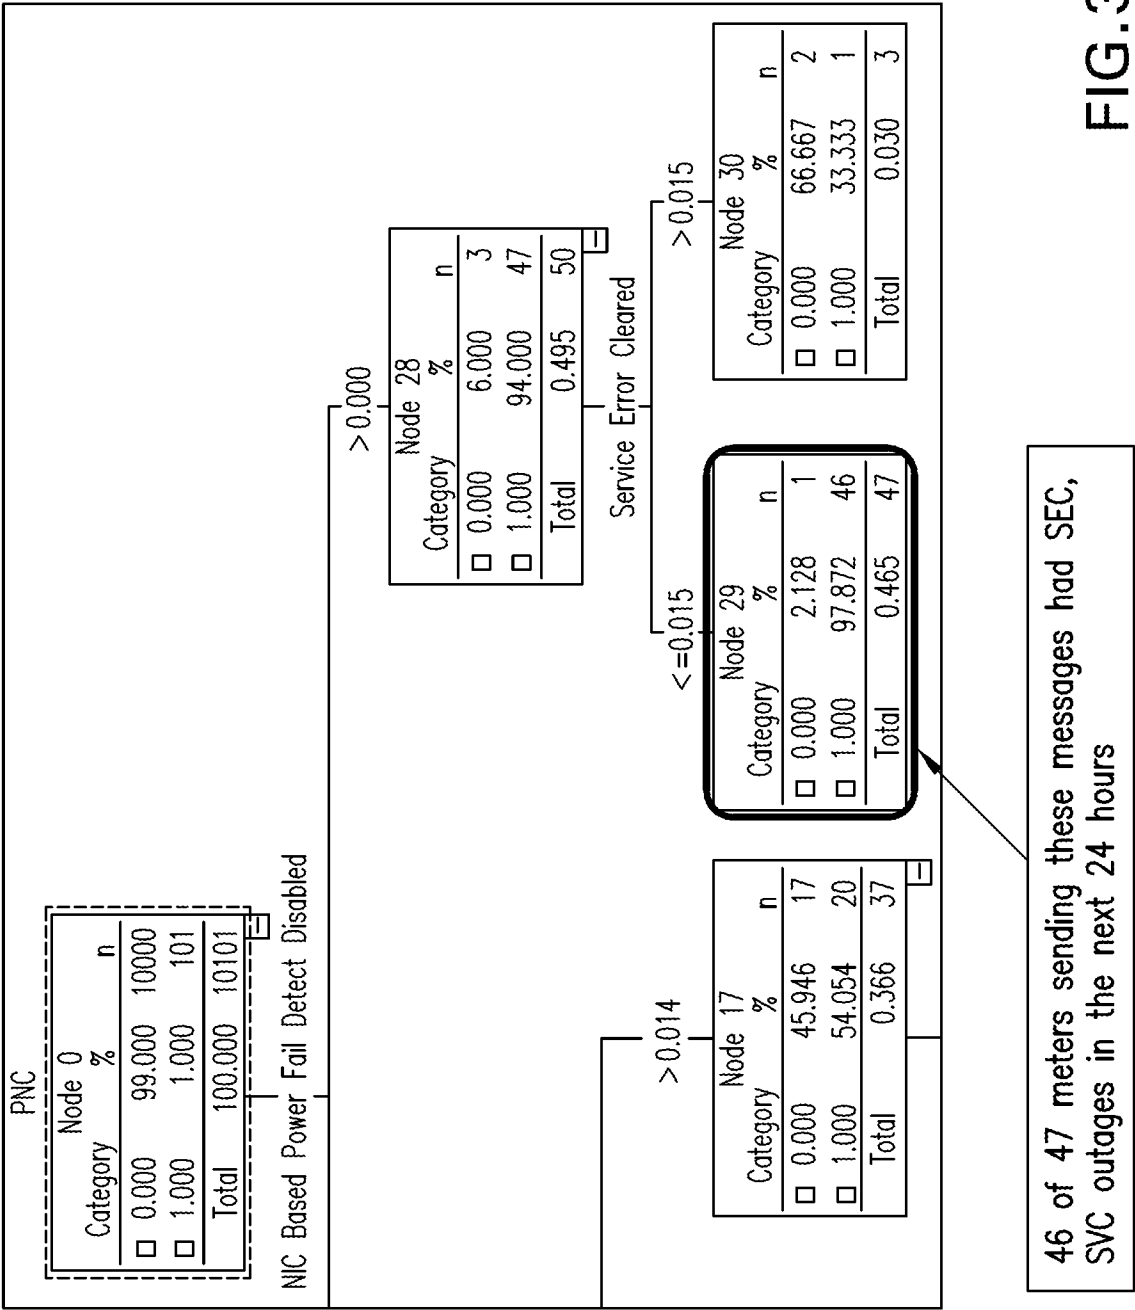 PNC
Node 0
Category % n
0.000 99.000 10000
1.000 1.000 101
Total 100.000 10101
NIC Based Power Fail Detect Disabled
>0.000
Node 28
Category % n
0.000 6.000 3
1.000 94.000 47
Total 0.495 50
Service Error Cleared
>0.014
Node 17
Category % n
0.000 45.946 17
1.000 54.054 20
Total 0.366 37
<=0.015
Node 29
Category % n
0.000 2.128 1
1.000 97.872 46
Total 0.465 47
>0.015
Node 30
Category % n
0.000 66.667 2
1.000 33.333 1
Total 0.030 3
46 of 47 meters sending these messages had SEC,
SVC outages in the next 24 hours
FIG.3